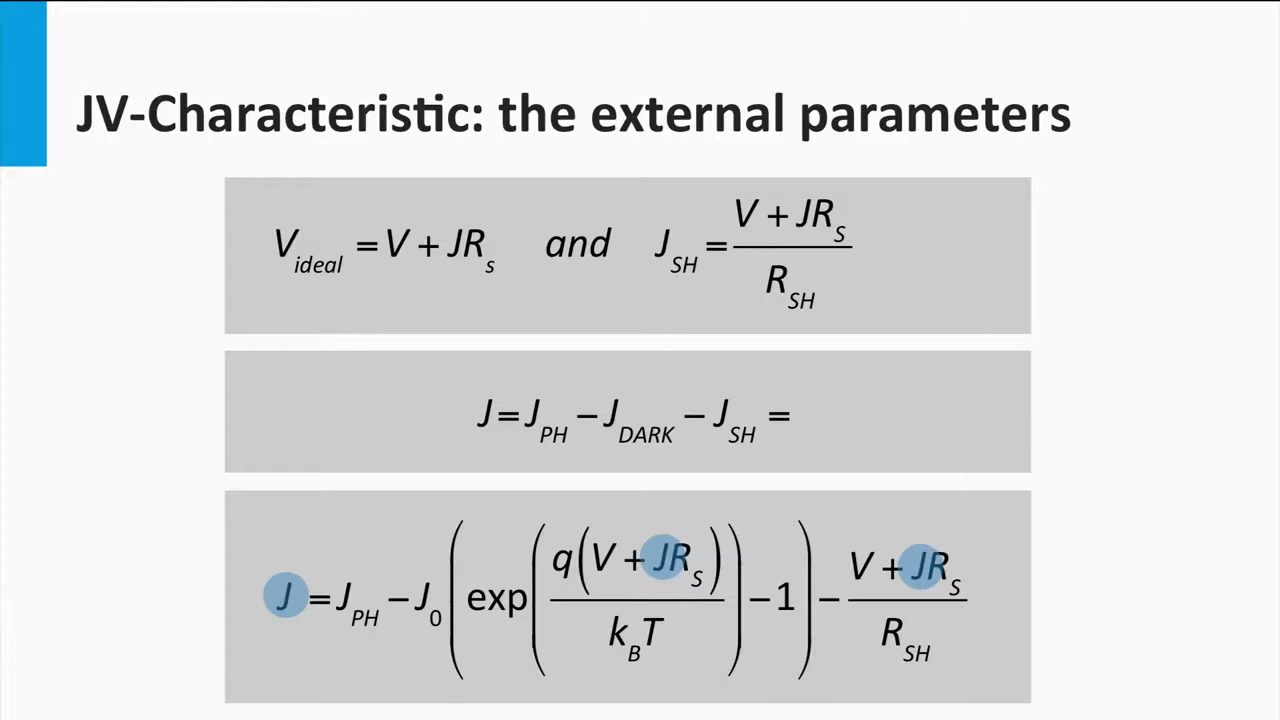 JV-Characteristic: the external parameters
V_ideal = V + JR_s and J_SH = (V + JR_S) / R_SH
J = J_PH − J_DARK − J_SH =
J = J_PH − J_0 ( exp( q(V + JR_S) / k_B T ) − 1 ) − (V + JR_S) / R_SH